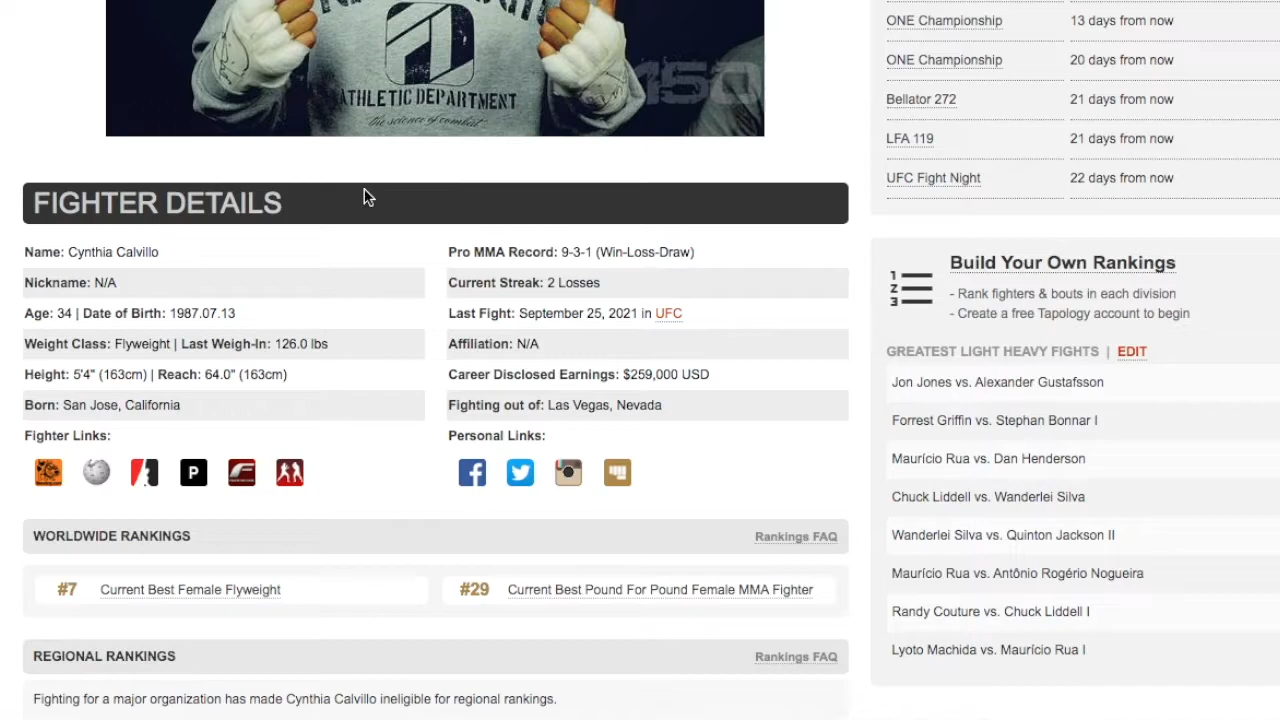 ATHLETIC DEPARTMENT
the science of combat
150
ONE Championship 13 days from now
ONE Championship 20 days from now
Bellator 272 21 days from now
LFA 119 21 days from now
UFC Fight Night 22 days from now
FIGHTER DETAILS
Name: Cynthia Calvillo
Nickname: N/A
Age: 34 | Date of Birth: 1987.07.13
Weight Class: Flyweight | Last Weigh-In: 126.0 lbs
Height: 5'4" (163cm) | Reach: 64.0" (163cm)
Born: San Jose, California
Fighter Links:
P
Pro MMA Record: 9-3-1 (Win-Loss-Draw)
Current Streak: 2 Losses
Last Fight: September 25, 2021 in UFC
Affiliation: N/A
Career Disclosed Earnings: $259,000 USD
Fighting out of: Las Vegas, Nevada
Personal Links:
WORLDWIDE RANKINGS Rankings FAQ
#7 Current Best Female Flyweight
#29 Current Best Pound For Pound Female MMA Fighter
REGIONAL RANKINGS Rankings FAQ
Fighting for a major organization has made Cynthia Calvillo ineligible for regional rankings.
Build Your Own Rankings
- Rank fighters & bouts in each division
- Create a free Tapology account to begin
GREATEST LIGHT HEAVY FIGHTS | EDIT
Jon Jones vs. Alexander Gustafsson
Forrest Griffin vs. Stephan Bonnar I
Maurício Rua vs. Dan Henderson
Chuck Liddell vs. Wanderlei Silva
Wanderlei Silva vs. Quinton Jackson II
Maurício Rua vs. Antônio Rogério Nogueira
Randy Couture vs. Chuck Liddell I
Lyoto Machida vs. Maurício Rua I